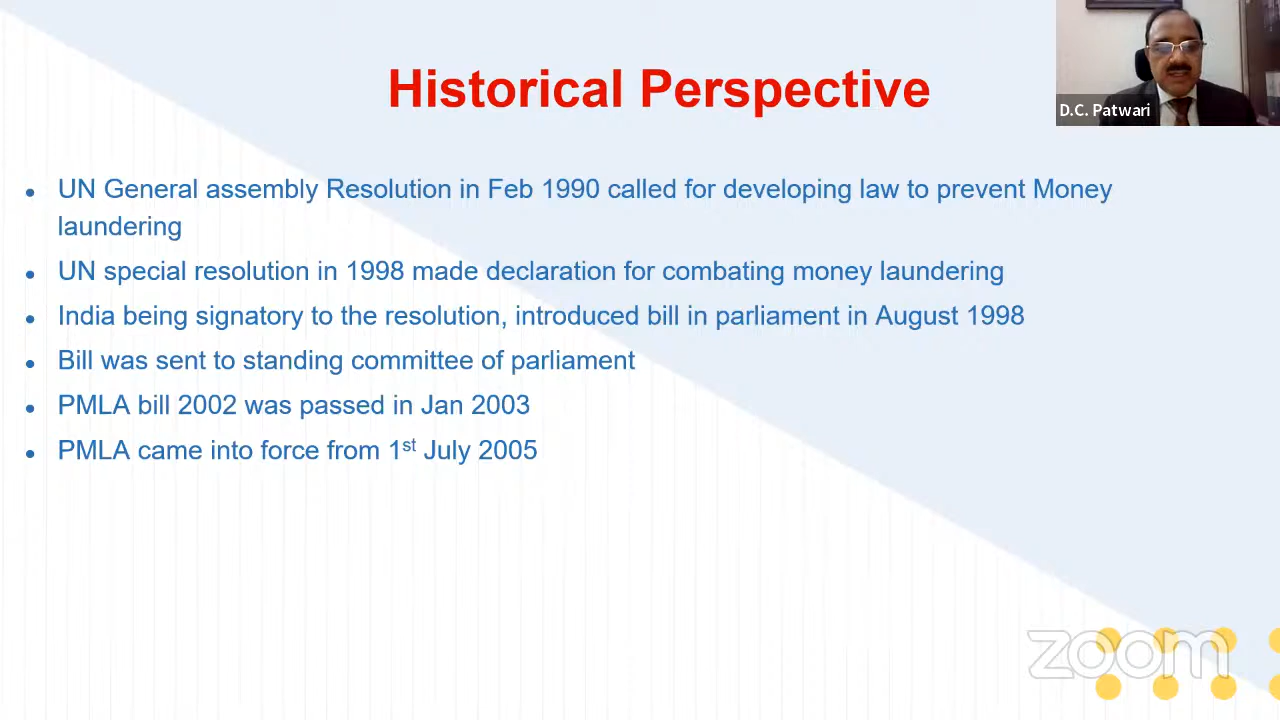 Historical Perspective
D.C. Patwari
• UN General assembly Resolution in Feb 1990 called for developing law to prevent Money
laundering
• UN special resolution in 1998 made declaration for combating money laundering
• India being signatory to the resolution, introduced bill in parliament in August 1998
• Bill was sent to standing committee of parliament
• PMLA bill 2002 was passed in Jan 2003
• PMLA came into force from 1st July 2005
zoom